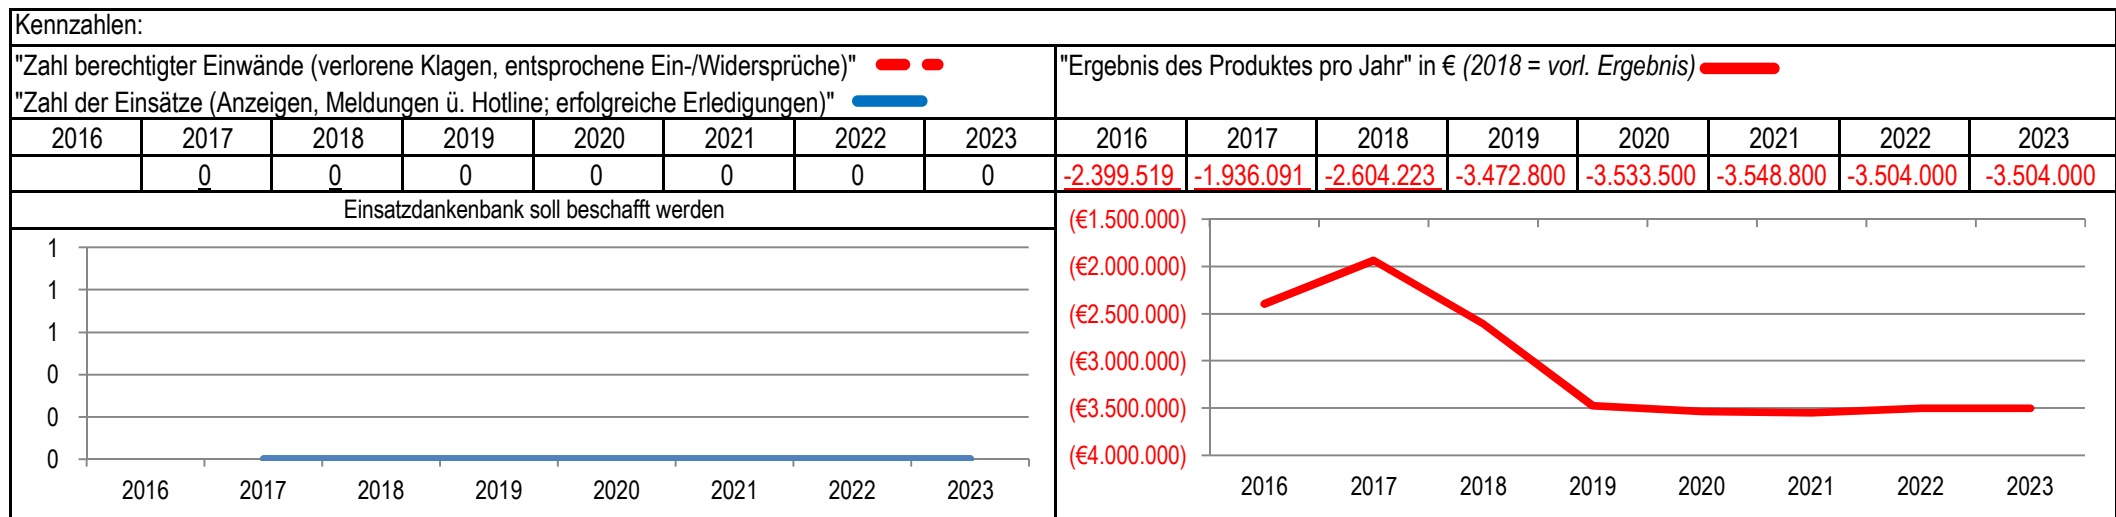 Kennzahlen:
"Zahl berechtigter Einwände (verlorene Klagen, entsprochene Ein-/Widersprüche)"
"Zahl der Einsätze (Anzeigen, Meldungen ü. Hotline; erfolgreiche Erledigungen)"
2016 2017 2018 2019 2020 2021 2022 2023
0 0 0 0 0 0 0
Einsatzdankenbank soll beschafft werden
1
1
1
0
0
0
2016 2017 2018 2019 2020 2021 2022 2023
"Ergebnis des Produktes pro Jahr" in € (2018 = vorl. Ergebnis)
2016 2017 2018 2019 2020 2021 2022 2023
-2.399.519 -1.936.091 -2.604.223 -3.472.800 -3.533.500 -3.548.800 -3.504.000 -3.504.000
(€1.500.000)
(€2.000.000)
(€2.500.000)
(€3.000.000)
(€3.500.000)
(€4.000.000)
2016 2017 2018 2019 2020 2021 2022 2023